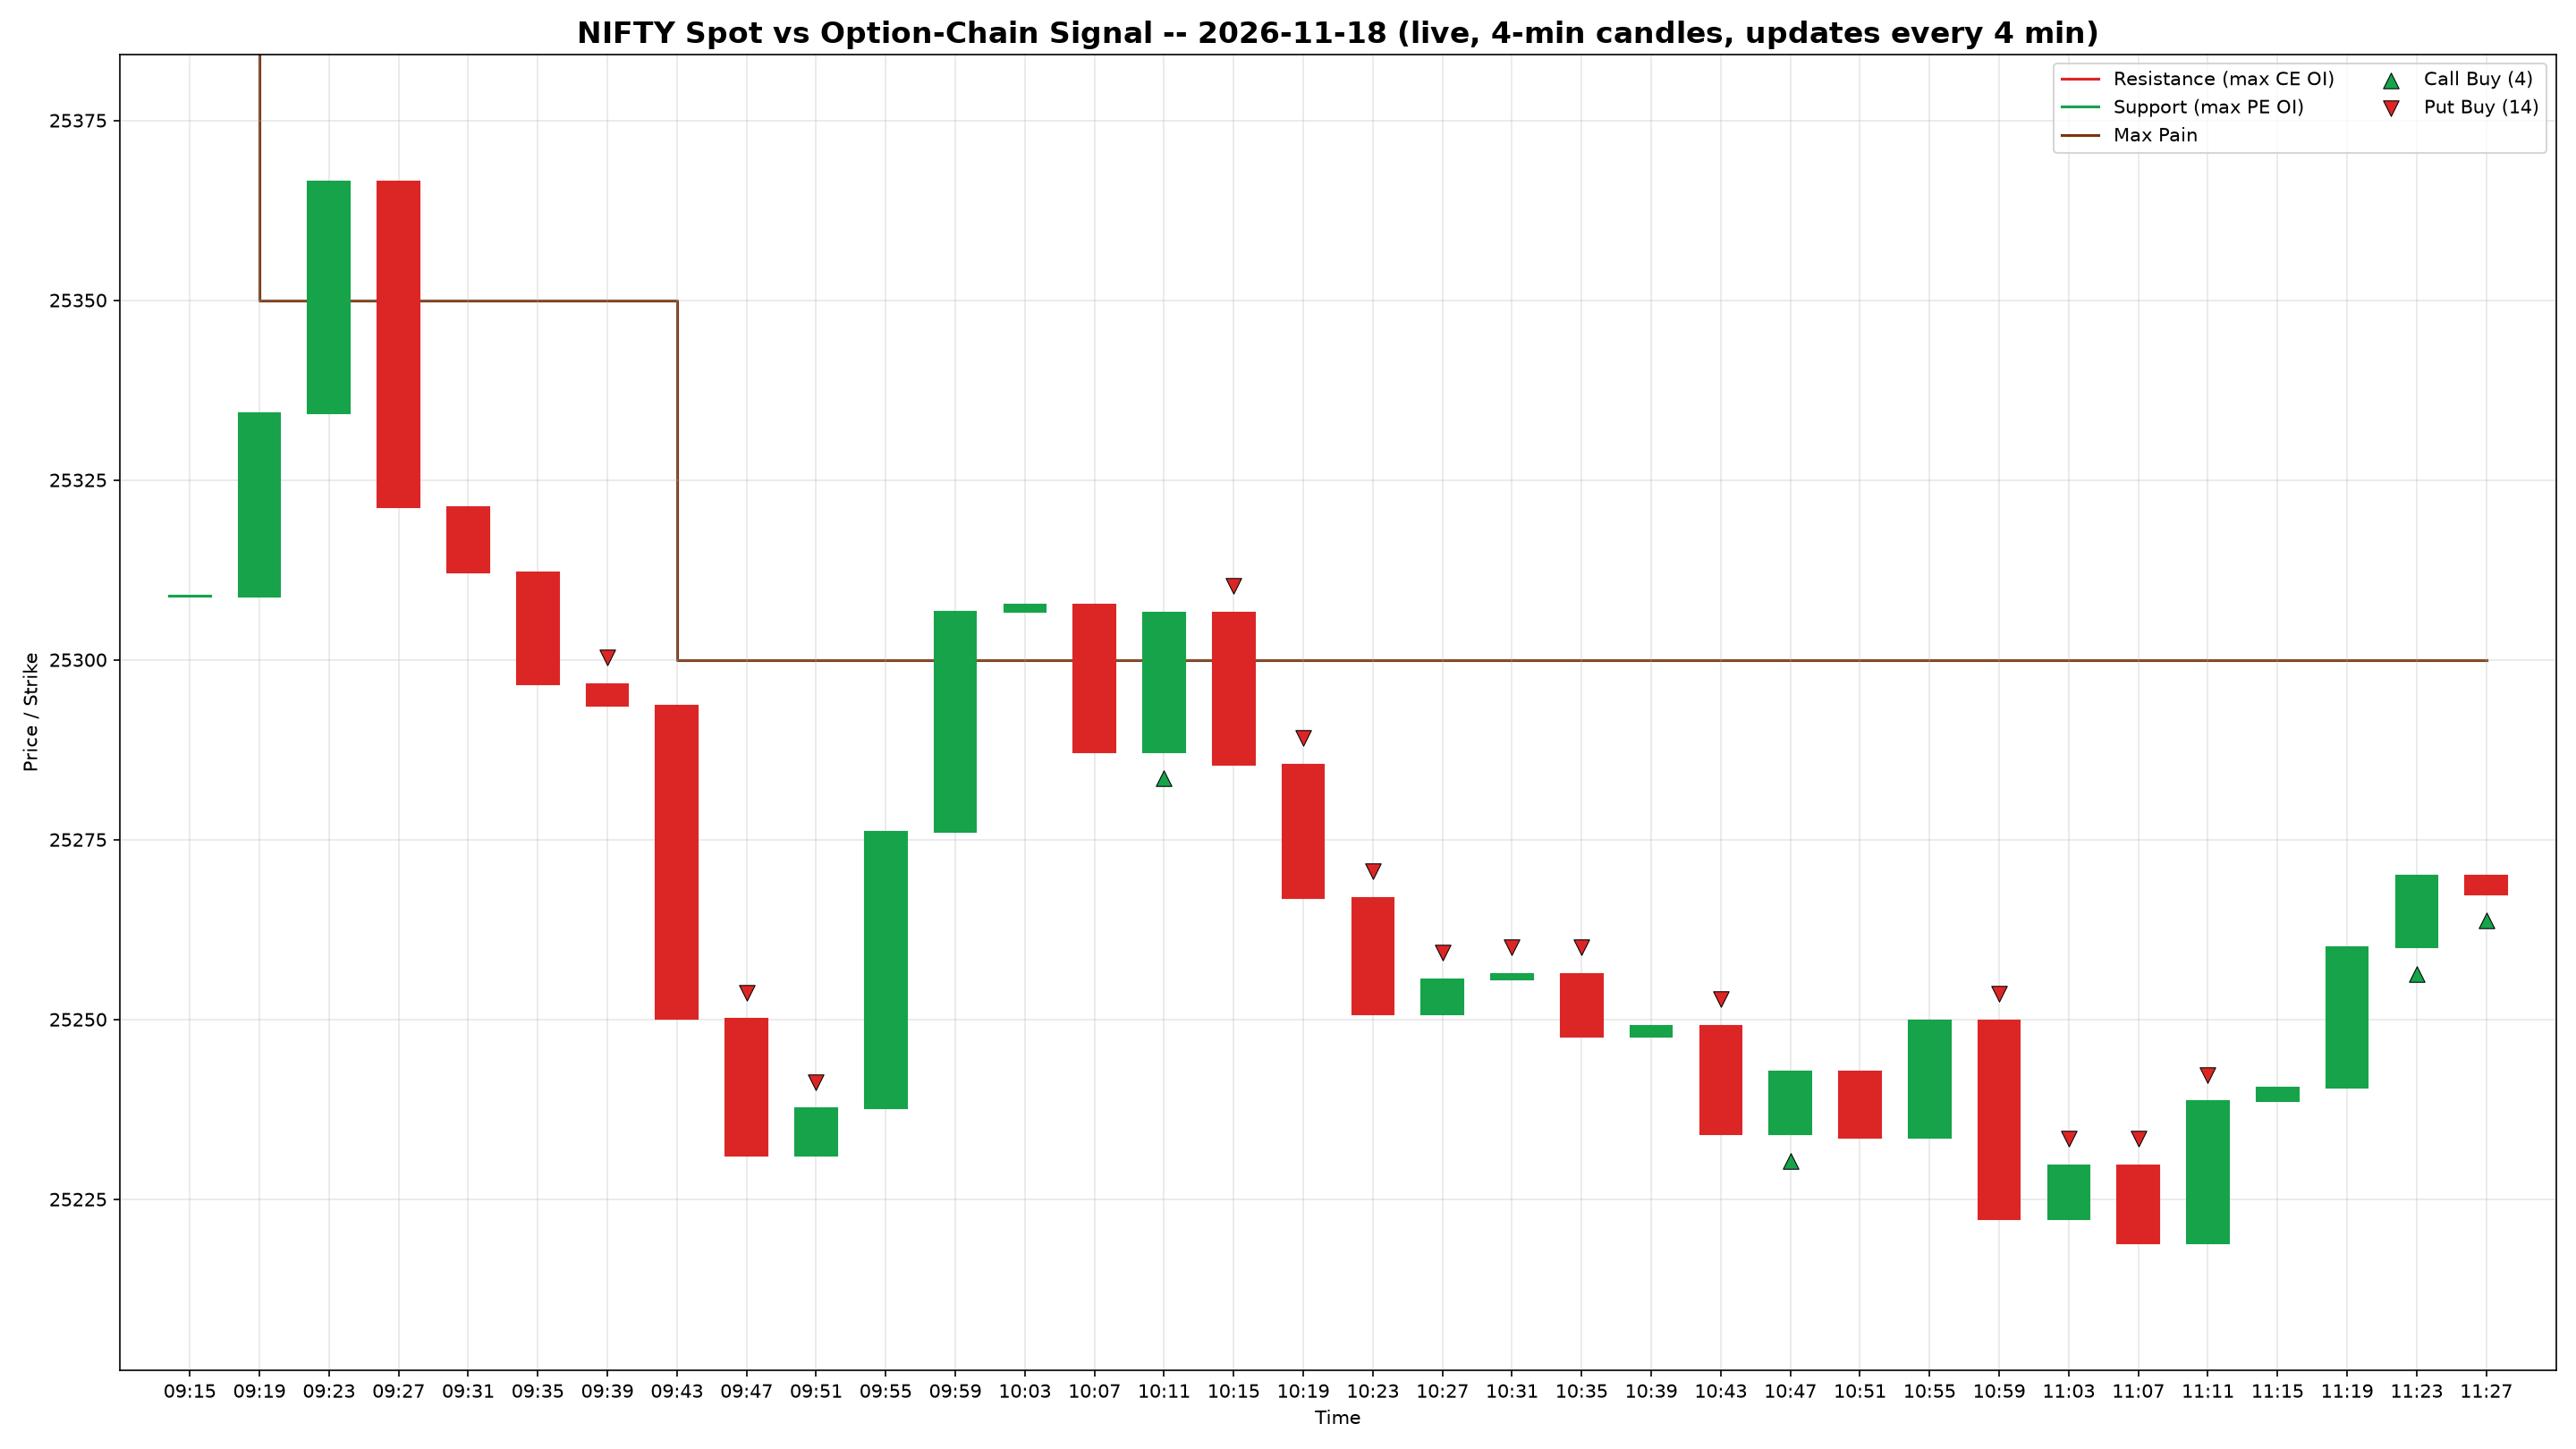 NIFTY Spot vs Option-Chain Signal -- 2026-11-18 (live, 4-min candles, updates every 4 min)
Resistance (max CE OI)
Support (max PE OI)
Max Pain
Call Buy (4)
Put Buy (14)
Price / Strike
25375
25350
25325
25300
25275
25250
25225
09:15 09:19 09:23 09:27 09:31 09:35 09:39 09:43 09:47 09:51 09:55 09:59 10:03 10:07 10:11 10:15 10:19 10:23 10:27 10:31 10:35 10:39 10:43 10:47 10:51 10:55 10:59 11:03 11:07 11:11 11:15 11:19 11:23 11:27
Time